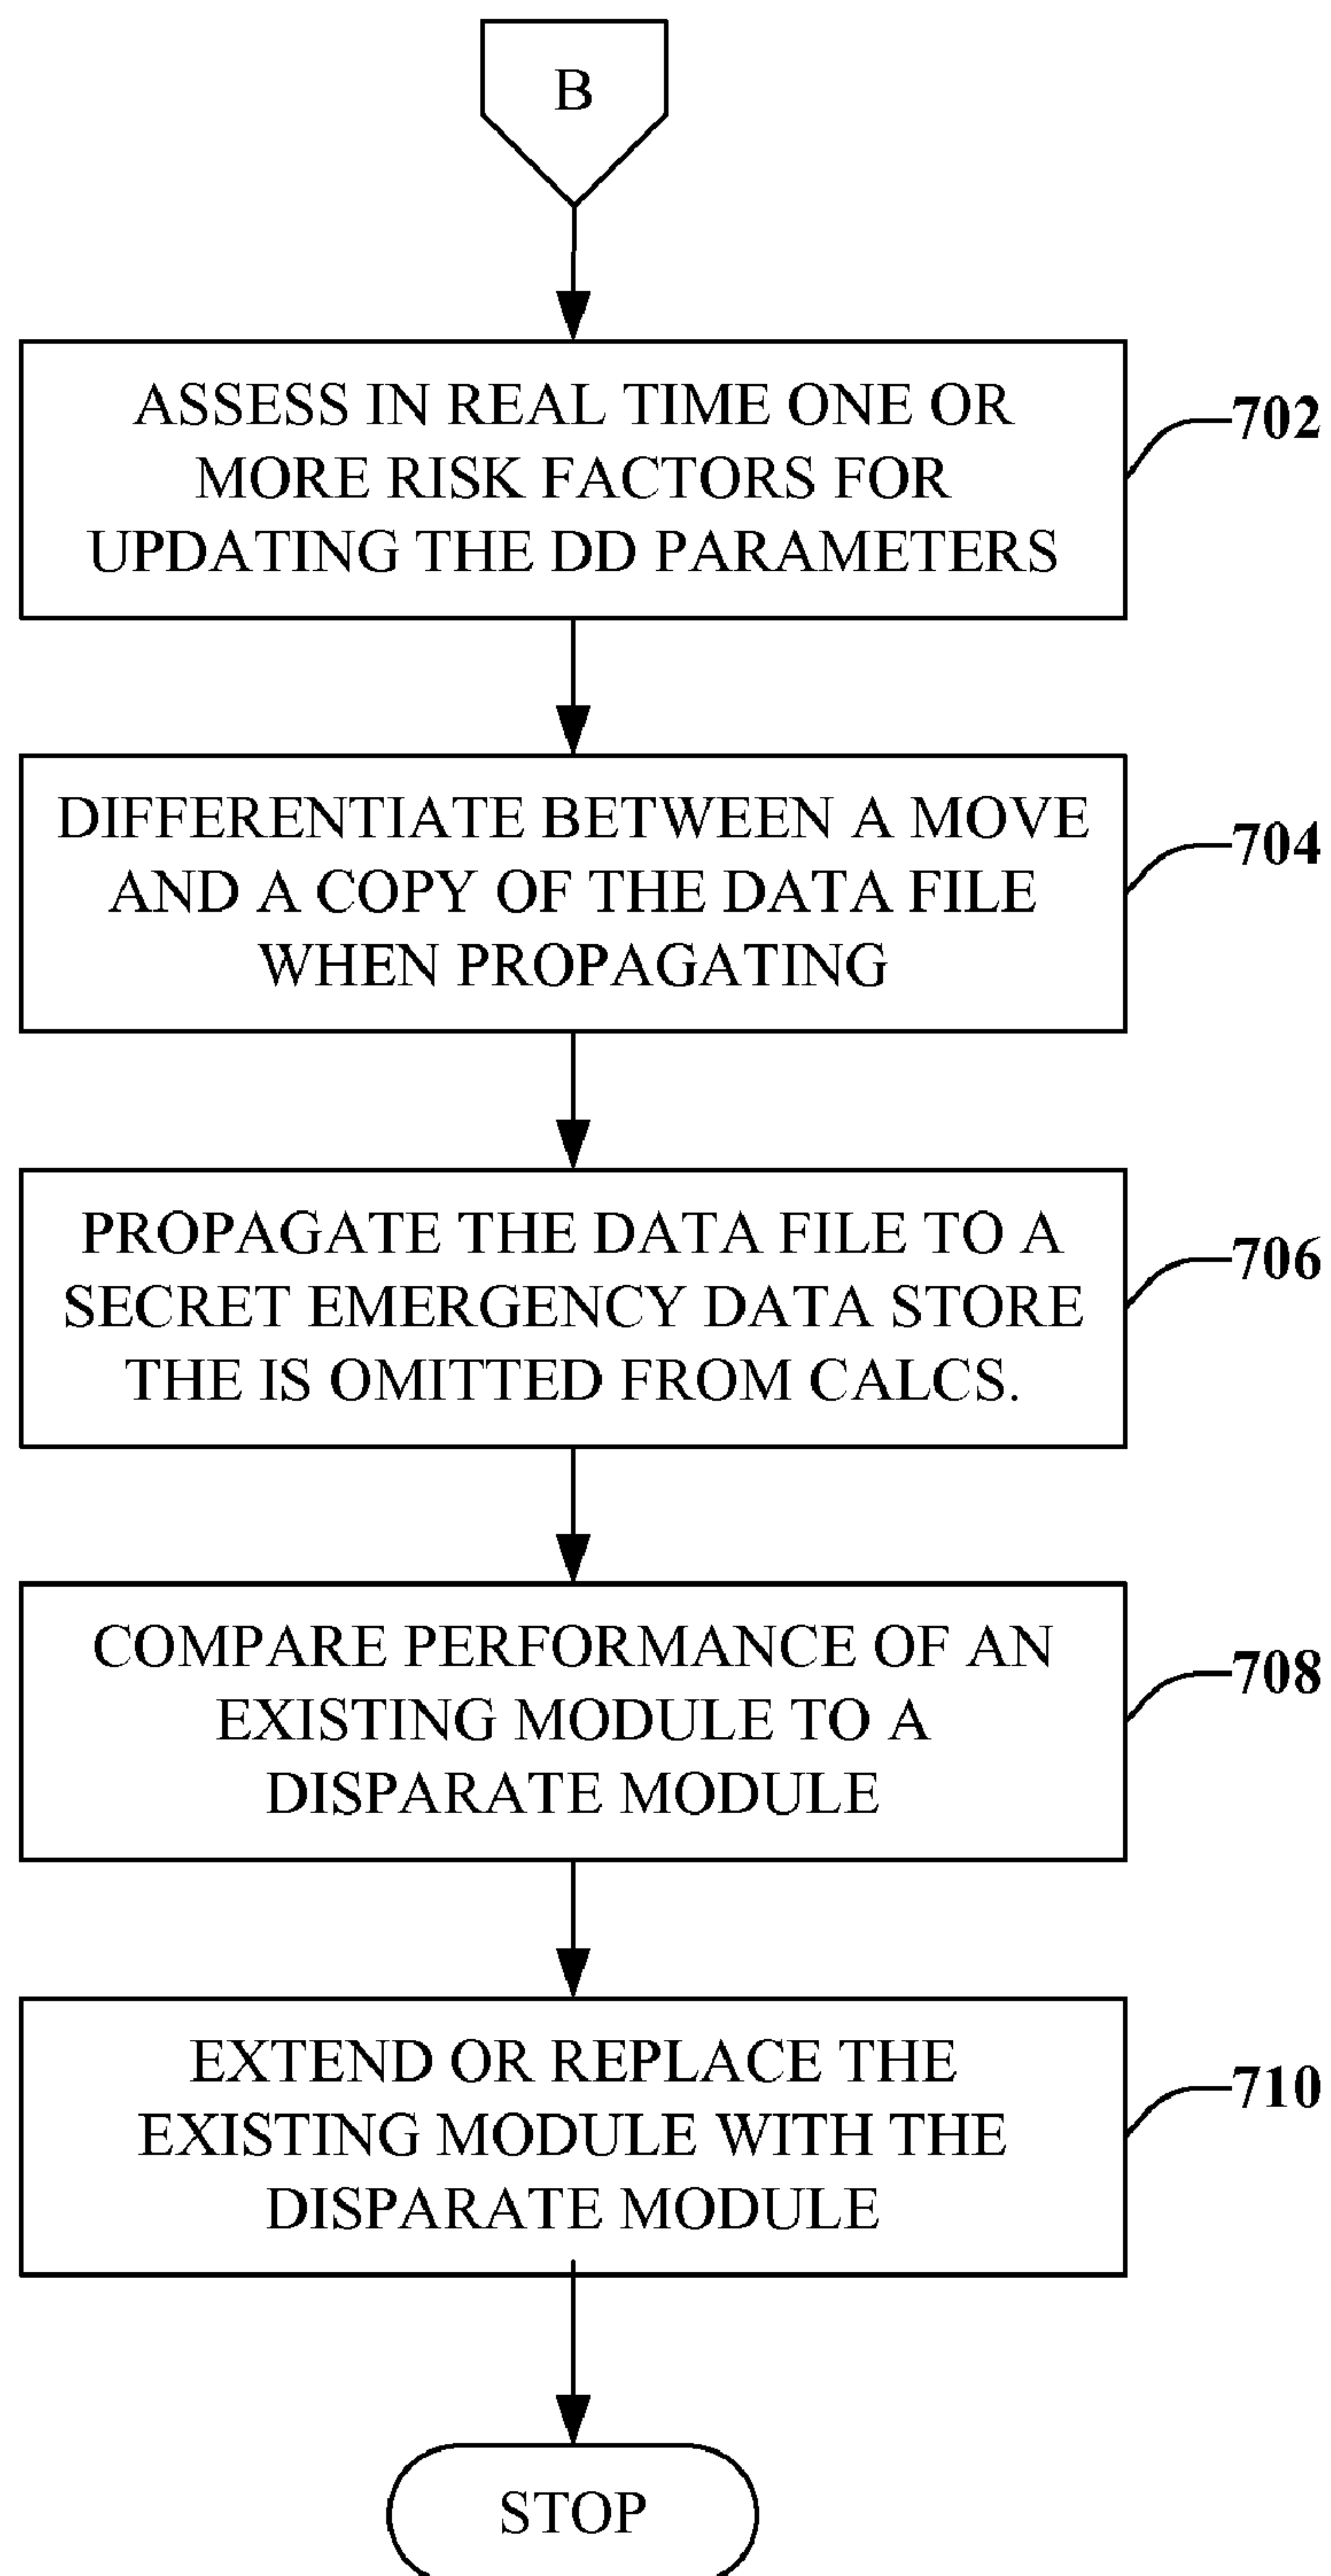 B
ASSESS IN REAL TIME ONE OR
MORE RISK FACTORS FOR
UPDATING THE DD PARAMETERS
702
DIFFERENTIATE BETWEEN A MOVE
AND A COPY OF THE DATA FILE
WHEN PROPAGATING
704
PROPAGATE THE DATA FILE TO A
SECRET EMERGENCY DATA STORE
THE IS OMITTED FROM CALCS.
706
COMPARE PERFORMANCE OF AN
EXISTING MODULE TO A
DISPARATE MODULE
708
EXTEND OR REPLACE THE
EXISTING MODULE WITH THE
DISPARATE MODULE
710
STOP